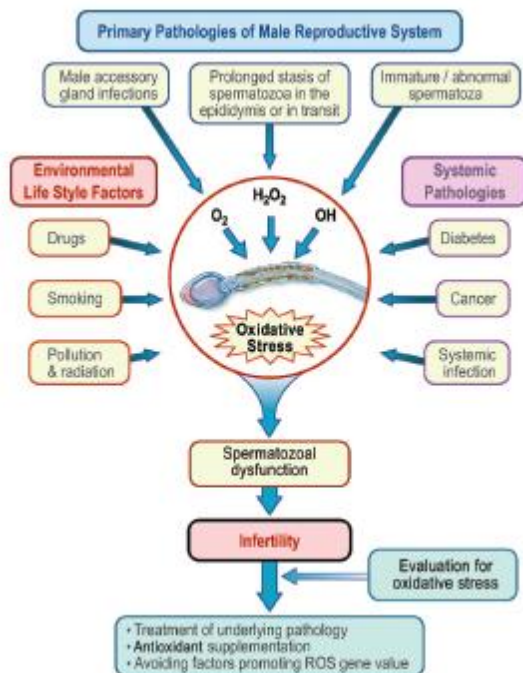 Primary Pathologies of Male Reproductive System
Male accessory
gland infections
Prolonged stasis of
spermatozoa in the
epididymis or in transit
Immature / abnormal
spermatoza
Environmental
Life Style Factors
Systemic
Pathologies
H₂O₂
O₂
OH
Drugs
Smoking
Pollution
& radiation
Diabetes
Cancer
Systemic
infection
Oxidative
Stress
Spermatozoal
dysfunction
Infertility
Evaluation for
oxidative stress
• Treatment of underlying pathology
• Antioxidant supplementation
• Avoiding factors promoting ROS gene value